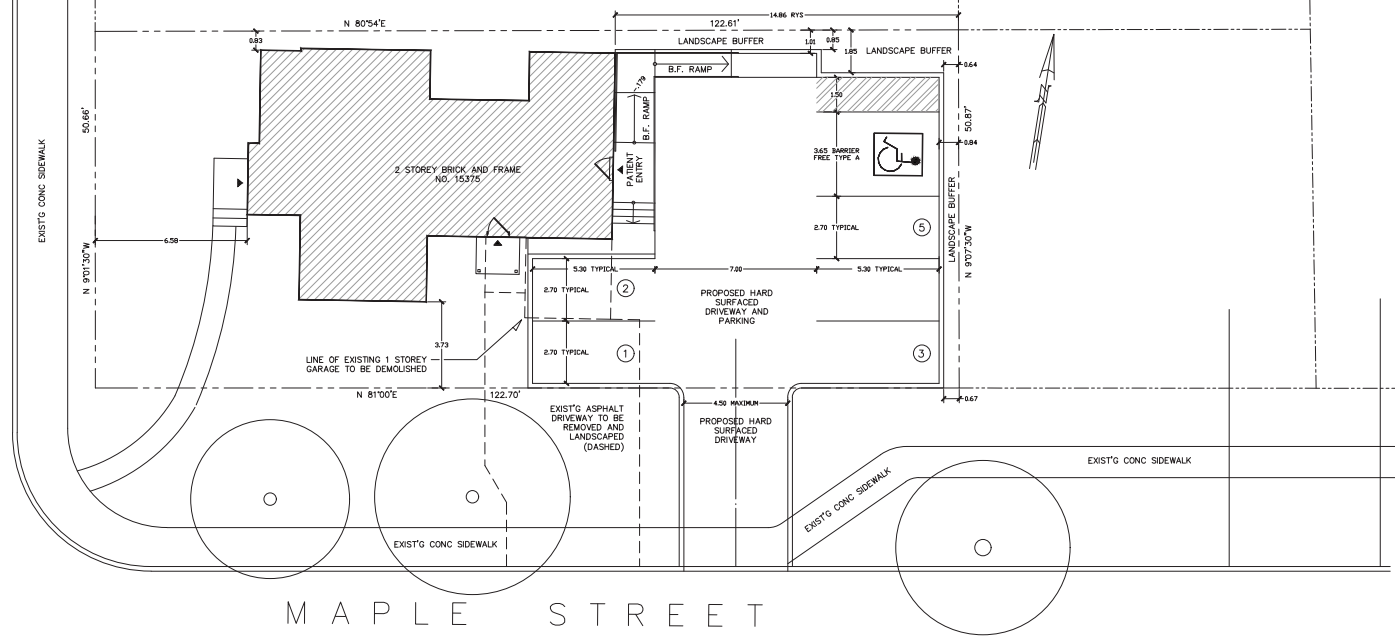 14.86 RYS
N 80°54'E
122.61'
0.83
LANDSCAPE BUFFER
1.01
0.85
1.85
LANDSCAPE BUFFER
0.64
B.F. RAMP
1.50
B.F. RAMP
50.66'
50.87'
EXIST'G CONC SIDEWALK
3.65 BARRIER
FREE TYPE A
0.84
2 STOREY BRICK AND FRAME
NO. 15375
PATIENT
ENTRY
LANDSCAPE BUFFER
2.70 TYPICAL
5
6.58
N 9°01'30"W
N 9°07'30"W
5.30 TYPICAL
7.00
5.30 TYPICAL
2.70 TYPICAL
2
PROPOSED HARD
SURFACED
DRIVEWAY AND
PARKING
3.73
2.70 TYPICAL
1
3
LINE OF EXISTING 1 STOREY
GARAGE TO BE DEMOLISHED
N 81°00'E
122.70'
4.50 MAXIMUM
0.67
EXIST'G ASPHALT
DRIVEWAY TO BE
REMOVED AND
LANDSCAPED
(DASHED)
PROPOSED HARD
SURFACED
DRIVEWAY
EXIST'G CONC SIDEWALK
EXIST'G CONC SIDEWALK
EXIST'G CONC SIDEWALK
MAPLE STREET